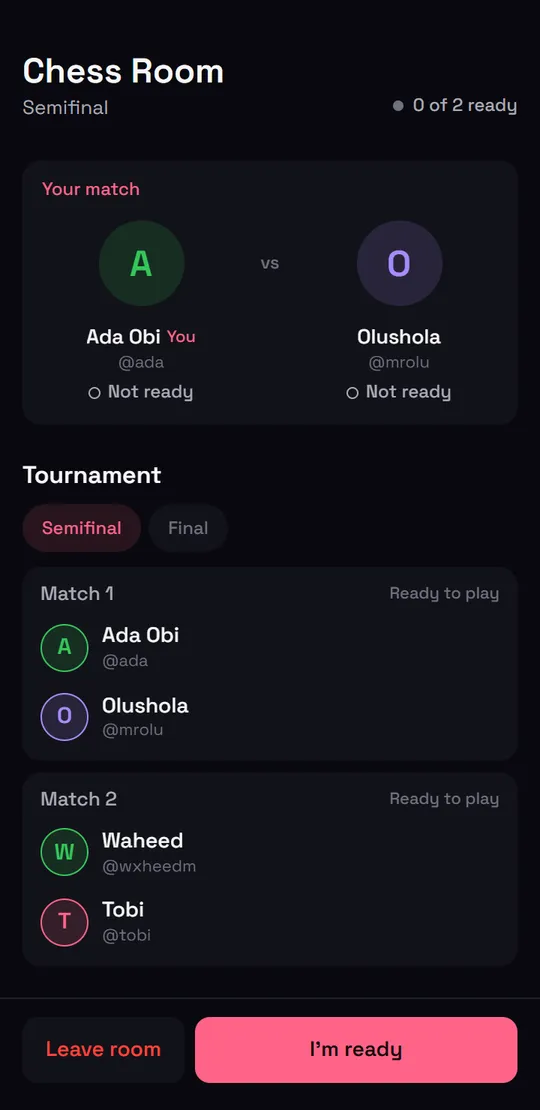 Chess Room
Semifinal
0 of 2 ready
Your match
A
vs
O
Ada Obi You
Olushola
@ada
@mrolu
Not ready
Not ready
Tournament
Semifinal
Final
Match 1
Ready to play
A
Ada Obi
@ada
O
Olushola
@mrolu
Match 2
Ready to play
W
Waheed
@wxheedm
T
Tobi
@tobi
Leave room
I'm ready